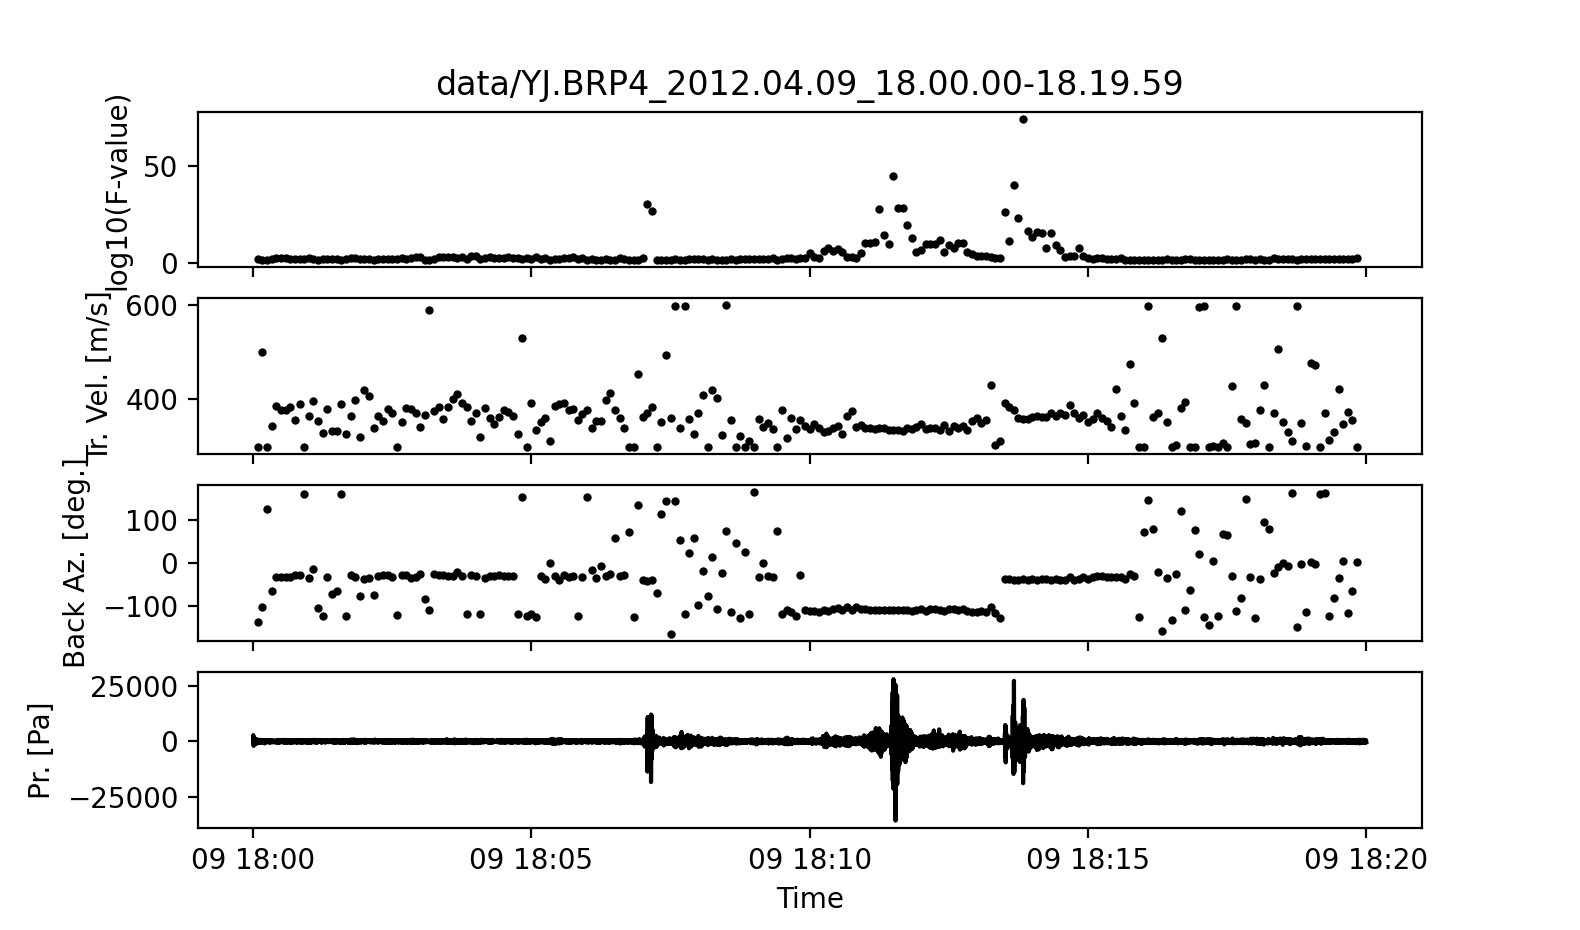 data/YJ.BRP4_2012.04.09_18.00.00-18.19.59
log10(F-value)
50
0
Tr. Vel. [m/s]
600
400
Back Az. [deg.]
100
0
−100
Pr. [Pa]
25000
0
−25000
09 18:00 09 18:05 09 18:10 09 18:15 09 18:20
Time